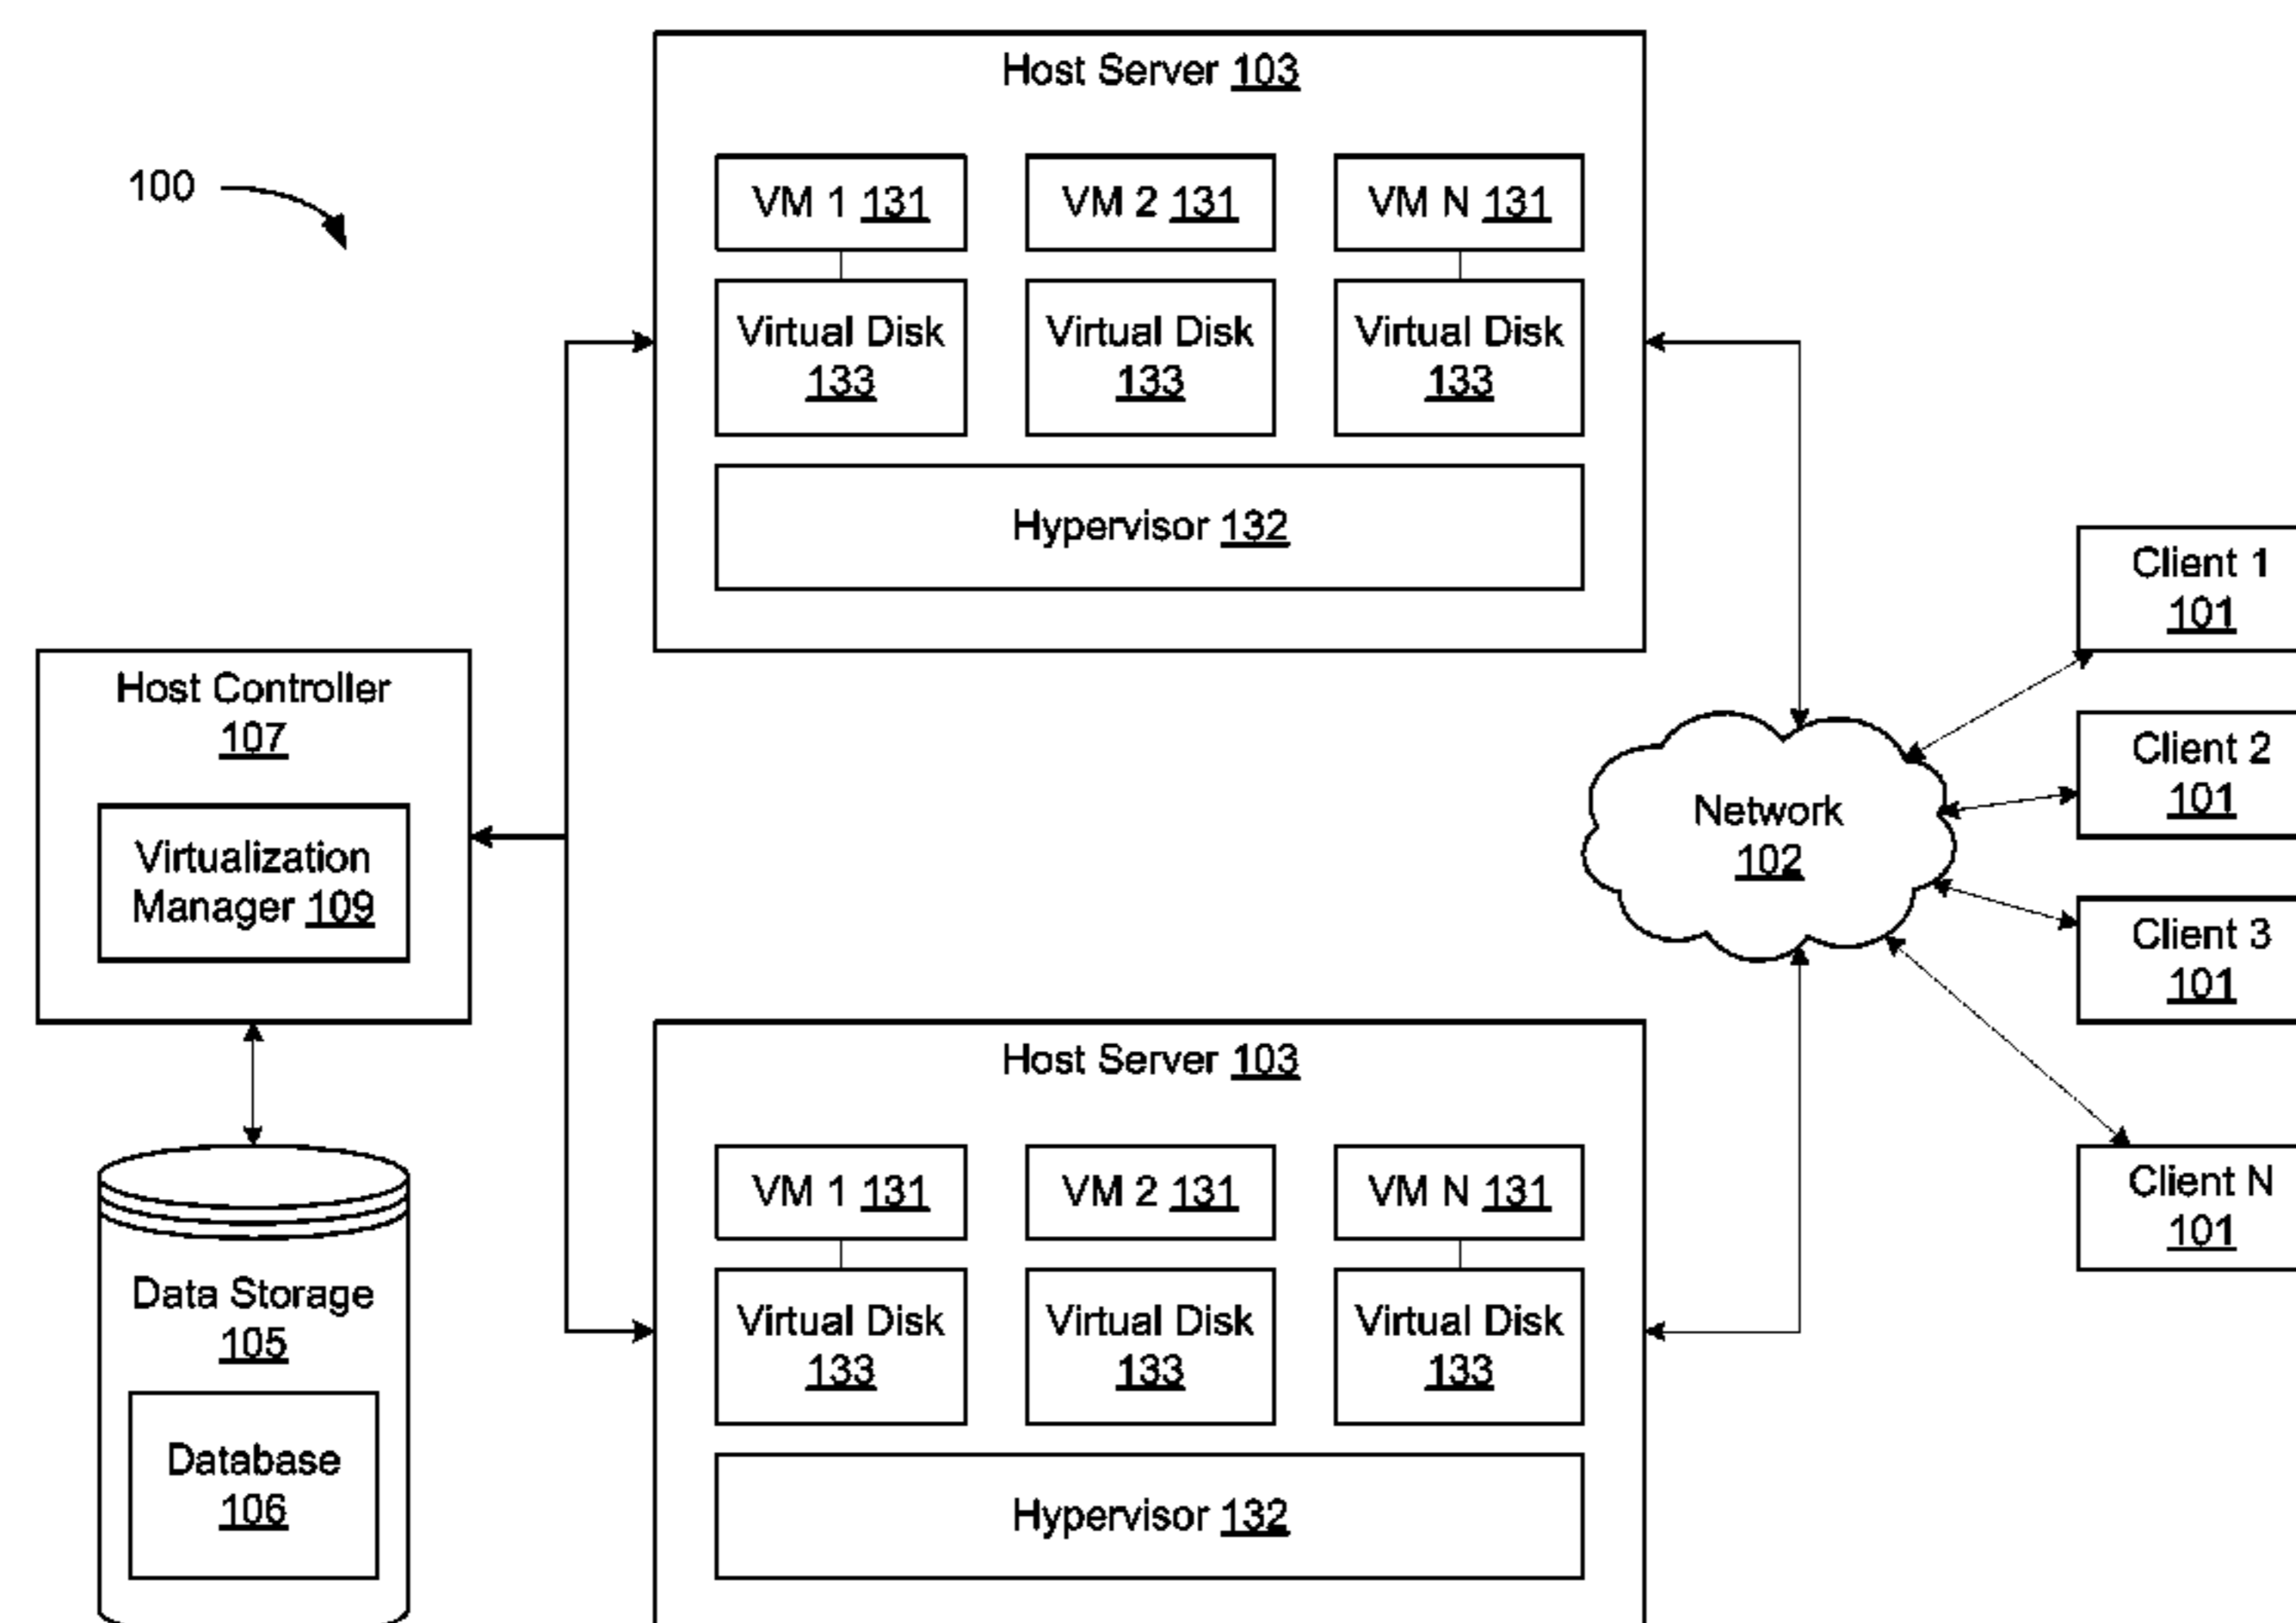 Host Server 103
100
VM 1 131
VM 2 131
VM N 131
Virtual Disk
133
Virtual Disk
133
Virtual Disk
133
Hypervisor 132
Host Controller
107
Virtualization
Manager 109
Data Storage
105
Database
106
Host Server 103
VM 1 131
VM 2 131
VM N 131
Virtual Disk
133
Virtual Disk
133
Virtual Disk
133
Hypervisor 132
Network
102
Client 1
101
Client 2
101
Client 3
101
Client N
101